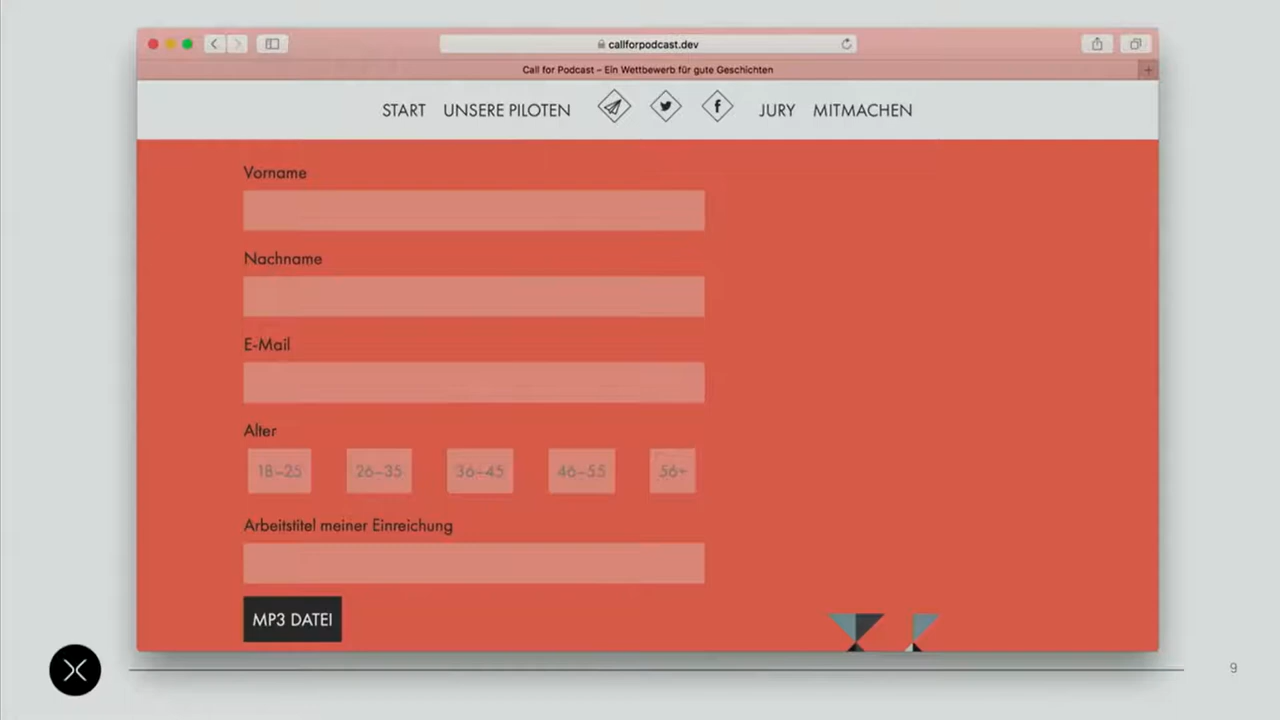 callforpodcast.dev
Call for Podcast – Ein Wettbewerb für gute Geschichten
START UNSERE PILOTEN JURY MITMACHEN
Vorname
Nachname
E-Mail
Alter
18–25 26–35 36–45 46–55 56+
Arbeitstitel meiner Einreichung
MP3 DATEI
9